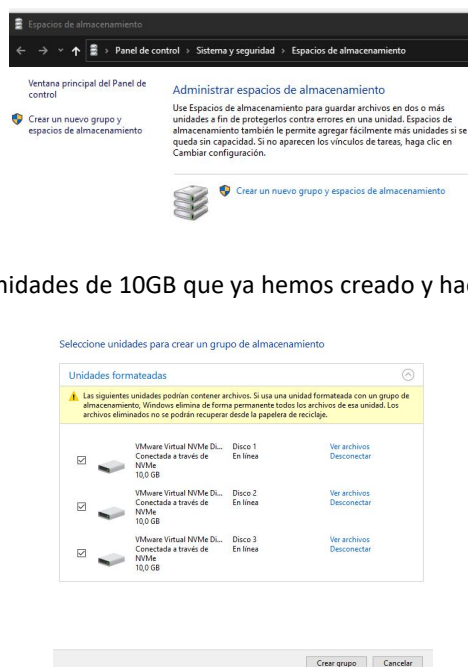 Espacios de almacenamiento
Panel de control > Sistema y seguridad > Espacios de almacenamiento
Ventana principal del Panel de
control
Crear un nuevo grupo y
espacios de almacenamiento
Administrar espacios de almacenamiento
Use Espacios de almacenamiento para guardar archivos en dos o más
unidades a fin de protegerlos contra errores en una unidad. Espacios de
almacenamiento también le permite agregar fácilmente más unidades si se
queda sin capacidad. Si no aparecen los vínculos de tareas, haga clic en
Cambiar configuración.
Crear un nuevo grupo y espacios de almacenamiento
de 10GB que ya hemos creado y
Seleccione unidades para crear un grupo de almacenamiento
Unidades formateadas
Las siguientes unidades podrían contener archivos. Si usa una unidad formateada con un grupo de
almacenamiento, Windows elimina de forma permanente todos los archivos de esa unidad. Los
archivos eliminados no se podrán recuperar desde la papelera de reciclaje.
VMware Virtual NVMe Di... Disco 1 Ver archivos
Conectada a través de En línea Desconectar
NVMe
10,0 GB
VMware Virtual NVMe Di... Disco 2 Ver archivos
Conectada a través de En línea Desconectar
NVMe
10,0 GB
VMware Virtual NVMe Di... Disco 3 Ver archivos
Conectada a través de En línea Desconectar
NVMe
10,0 GB
Crear grupo Cancelar